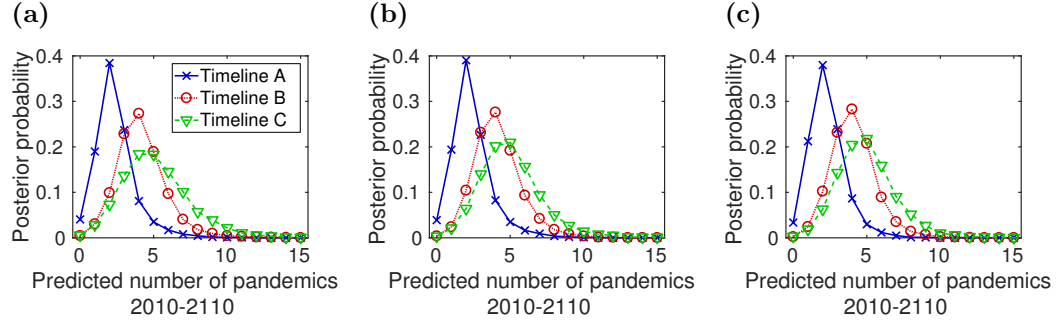 (a)
Posterior probability
0.4
0.3
0.2
0.1
0
0 5 10 15
Timeline A
Timeline B
Timeline C
Predicted number of pandemics
2010-2110
(b)
Posterior probability
0.4
0.3
0.2
0.1
0
0 5 10 15
Predicted number of pandemics
2010-2110
(c)
Posterior probability
0.4
0.3
0.2
0.1
0
0 5 10 15
Predicted number of pandemics
2010-2110